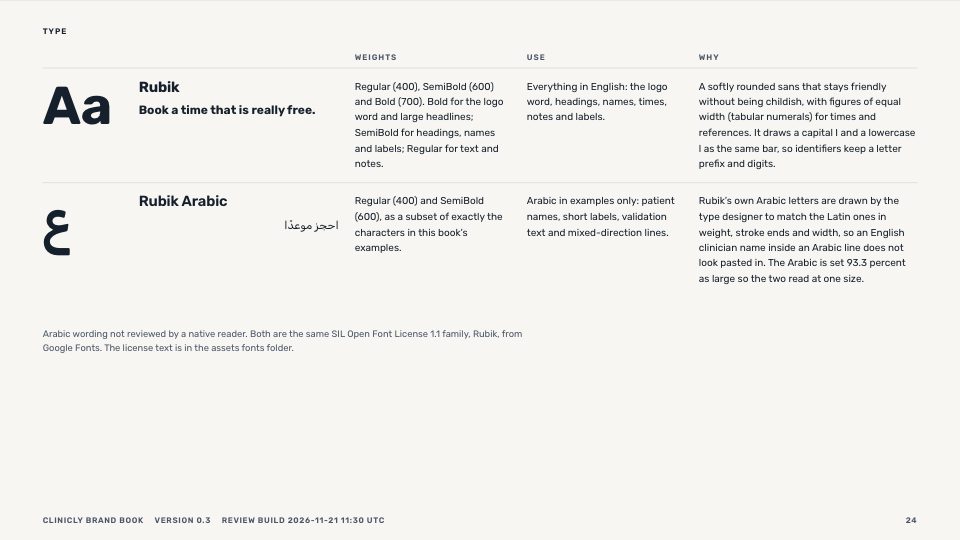 TYPE
WEIGHTS
USE
WHY
Aa
Rubik
Book a time that is really free.
Regular (400), SemiBold (600)
and Bold (700). Bold for the logo
word and large headlines;
SemiBold for headings, names
and labels; Regular for text and
notes.
Everything in English: the logo
word, headings, names, times,
notes and labels.
A softly rounded sans that stays friendly
without being childish, with figures of equal
width (tabular numerals) for times and
references. It draws a capital I and a lowercase
l as the same bar, so identifiers keep a letter
prefix and digits.
ع
Rubik Arabic
احجز موعدًا
Regular (400) and SemiBold
(600), as a subset of exactly the
characters in this book's
examples.
Arabic in examples only: patient
names, short labels, validation
text and mixed-direction lines.
Rubik's own Arabic letters are drawn by the
type designer to match the Latin ones in
weight, stroke ends and width, so an English
clinician name inside an Arabic line does not
look pasted in. The Arabic is set 93.3 percent
as large so the two read at one size.
Arabic wording not reviewed by a native reader. Both are the same SIL Open Font License 1.1 family, Rubik, from
Google Fonts. The license text is in the assets fonts folder.
CLINICLY BRAND BOOK VERSION 0.3 REVIEW BUILD 2026-11-21 11:30 UTC
24